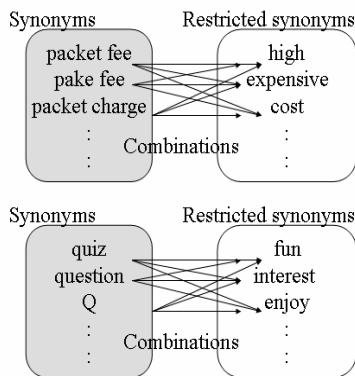 Synonyms
Restricted synonyms
packet fee
high
pake fee
expensive
packet charge
cost
:
:
:
:
Combinations
Synonyms
Restricted synonyms
quiz
fun
question
interest
Q
enjoy
:
:
:
:
Combinations